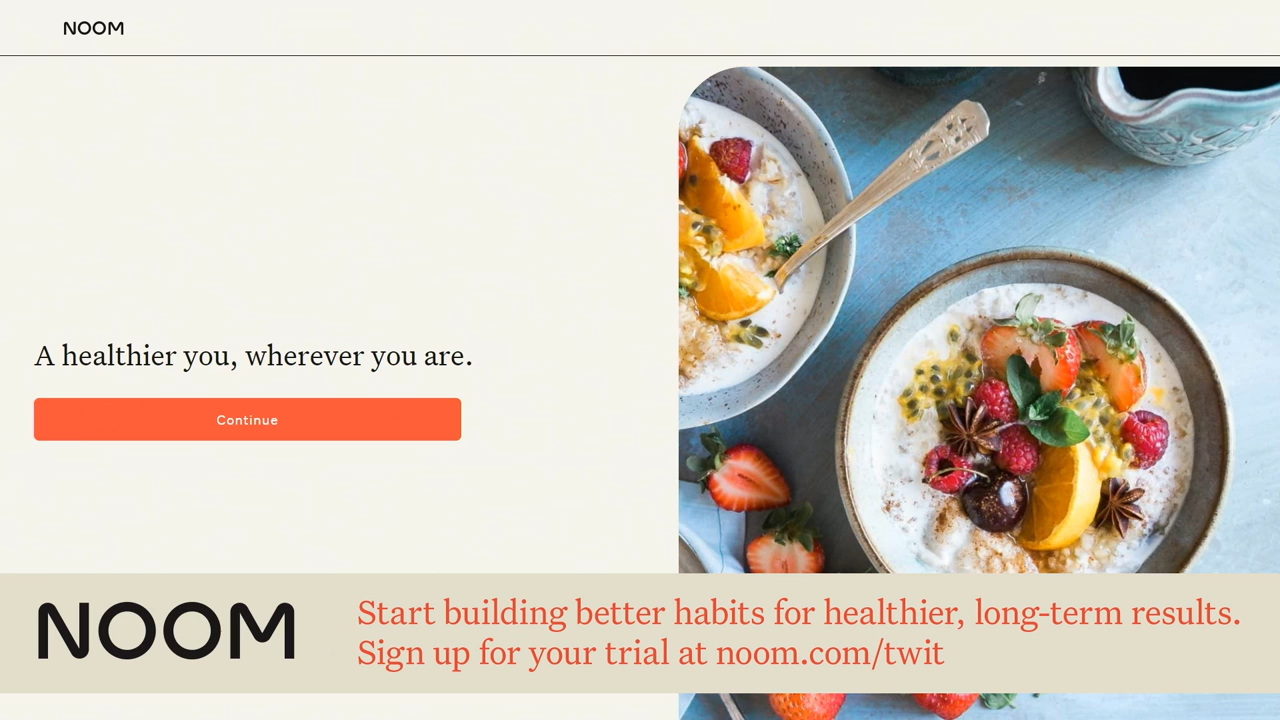 NOOM
A healthier you, wherever you are.
Continue
NOOM
Start building better habits for healthier, long-term results.
Sign up for your trial at noom.com/twit